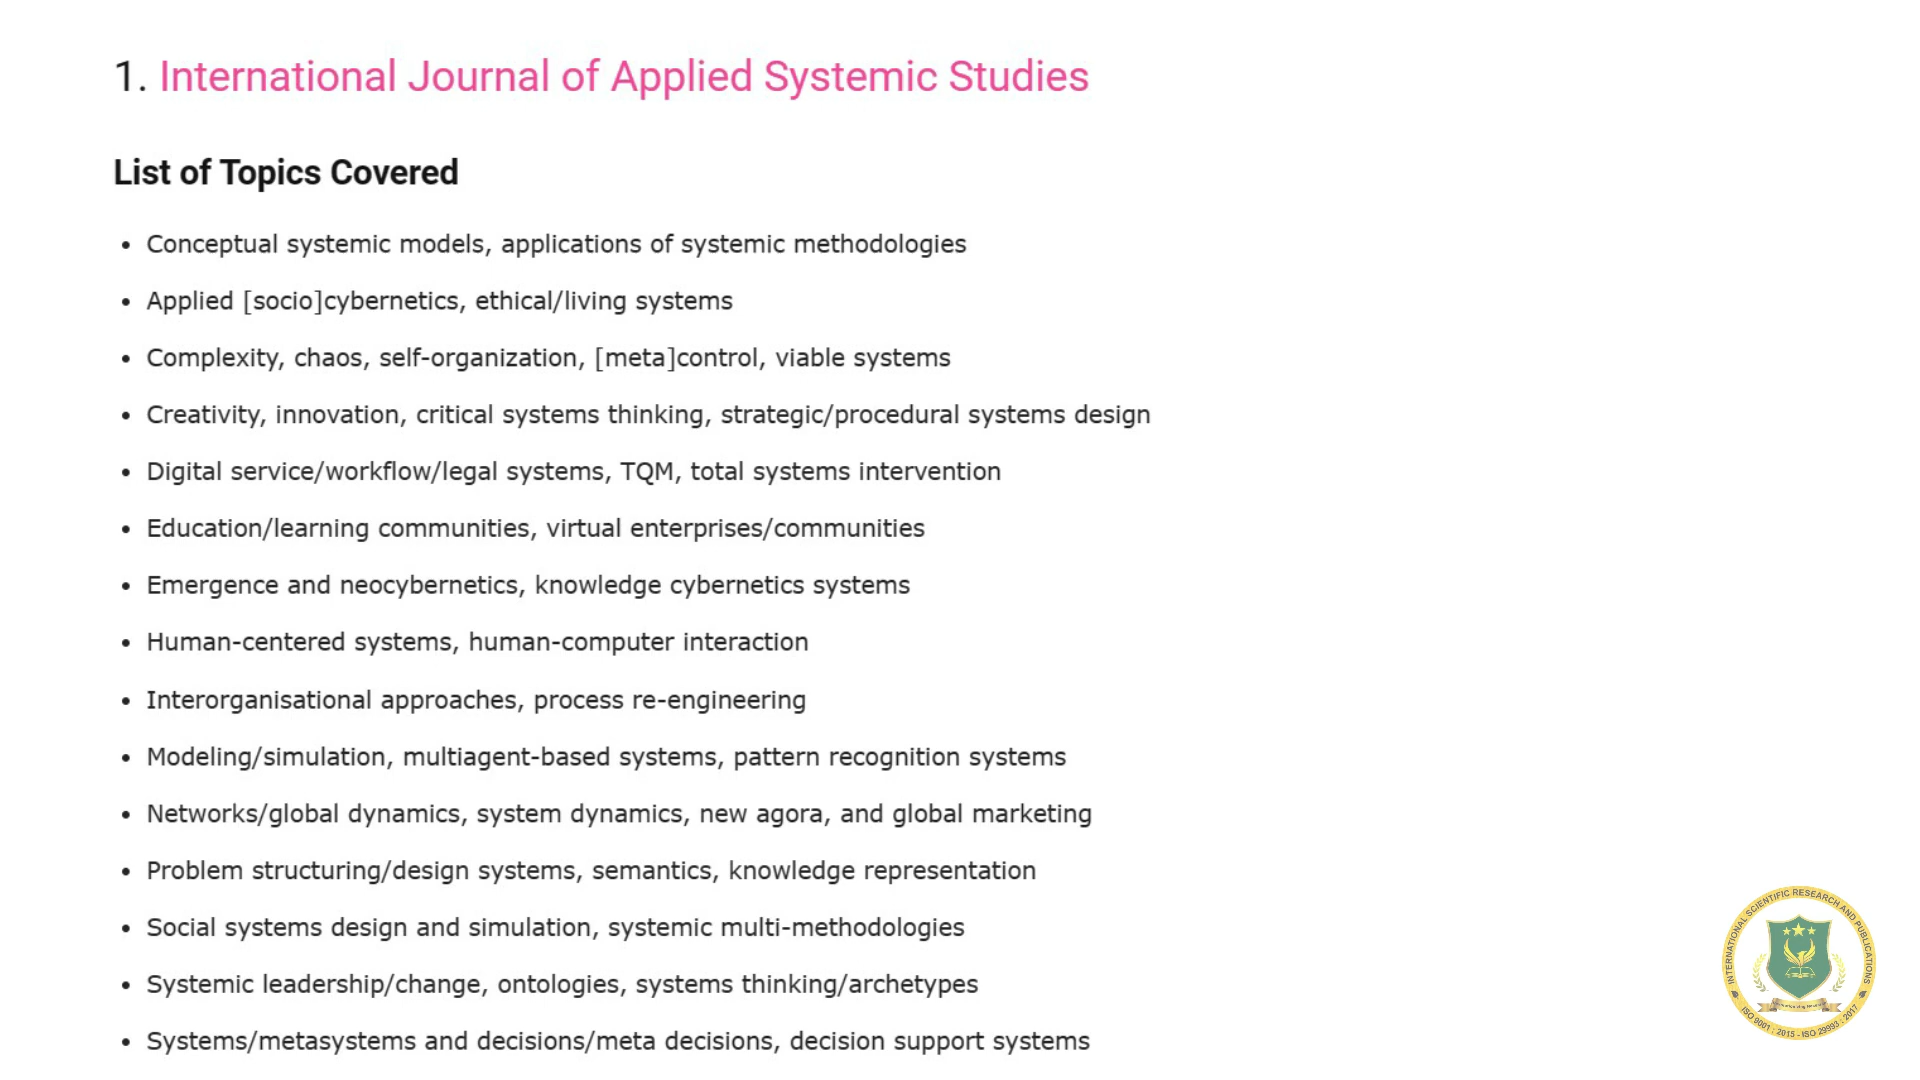 1. International Journal of Applied Systemic Studies
List of Topics Covered
• Conceptual systemic models, applications of systemic methodologies
• Applied [socio]cybernetics, ethical/living systems
• Complexity, chaos, self-organization, [meta]control, viable systems
• Creativity, innovation, critical systems thinking, strategic/procedural systems design
• Digital service/workflow/legal systems, TQM, total systems intervention
• Education/learning communities, virtual enterprises/communities
• Emergence and neocybernetics, knowledge cybernetics systems
• Human-centered systems, human-computer interaction
• Interorganisational approaches, process re-engineering
• Modeling/simulation, multiagent-based systems, pattern recognition systems
• Networks/global dynamics, system dynamics, new agora, and global marketing
• Problem structuring/design systems, semantics, knowledge representation
• Social systems design and simulation, systemic multi-methodologies
• Systemic leadership/change, ontologies, systems thinking/archetypes
• Systems/metasystems and decisions/meta decisions, decision support systems
INTERNATIONAL SCIENTIFIC RESEARCH AND PUBLICATIONS
ISO 9001 : 2015 - ISO 29993 : 2017